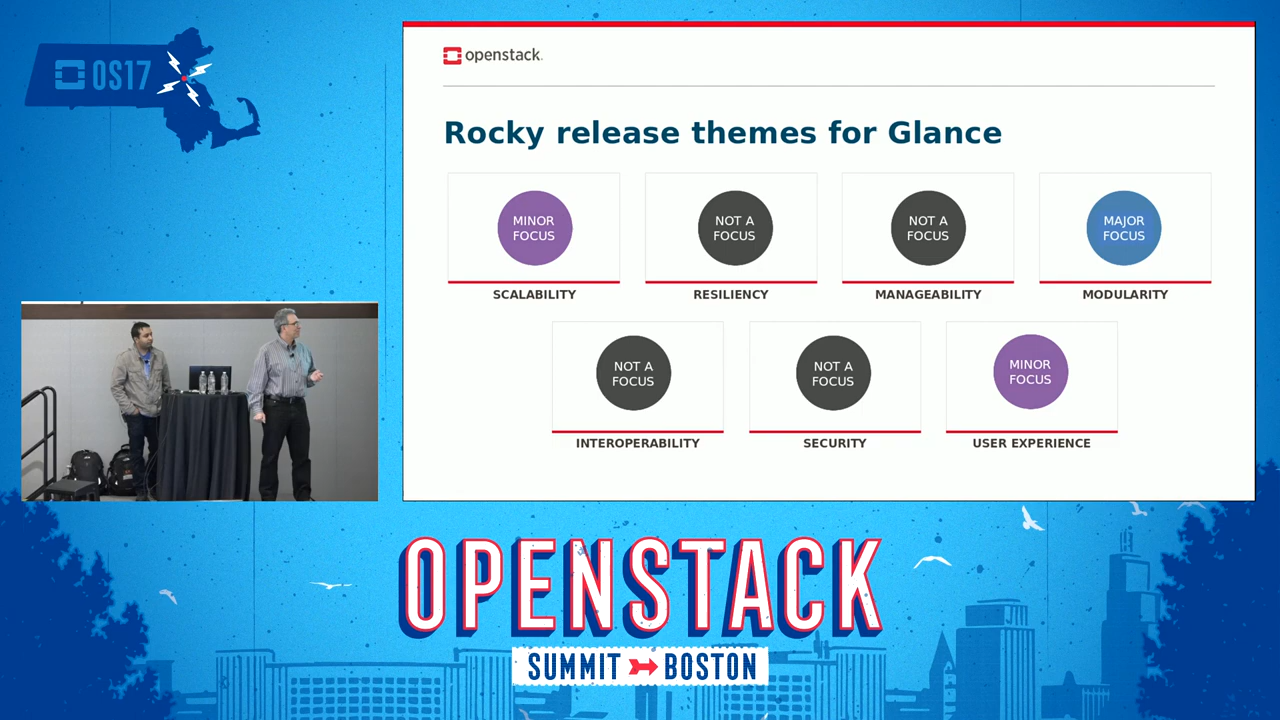 OS17
openstack.
Rocky release themes for Glance
MINOR
FOCUS
NOT A
FOCUS
NOT A
FOCUS
MAJOR
FOCUS
SCALABILITY
RESILIENCY
MANAGEABILITY
MODULARITY
NOT A
FOCUS
NOT A
FOCUS
MINOR
FOCUS
INTEROPERABILITY
SECURITY
USER EXPERIENCE
OPENSTACK
SUMMIT BOSTON